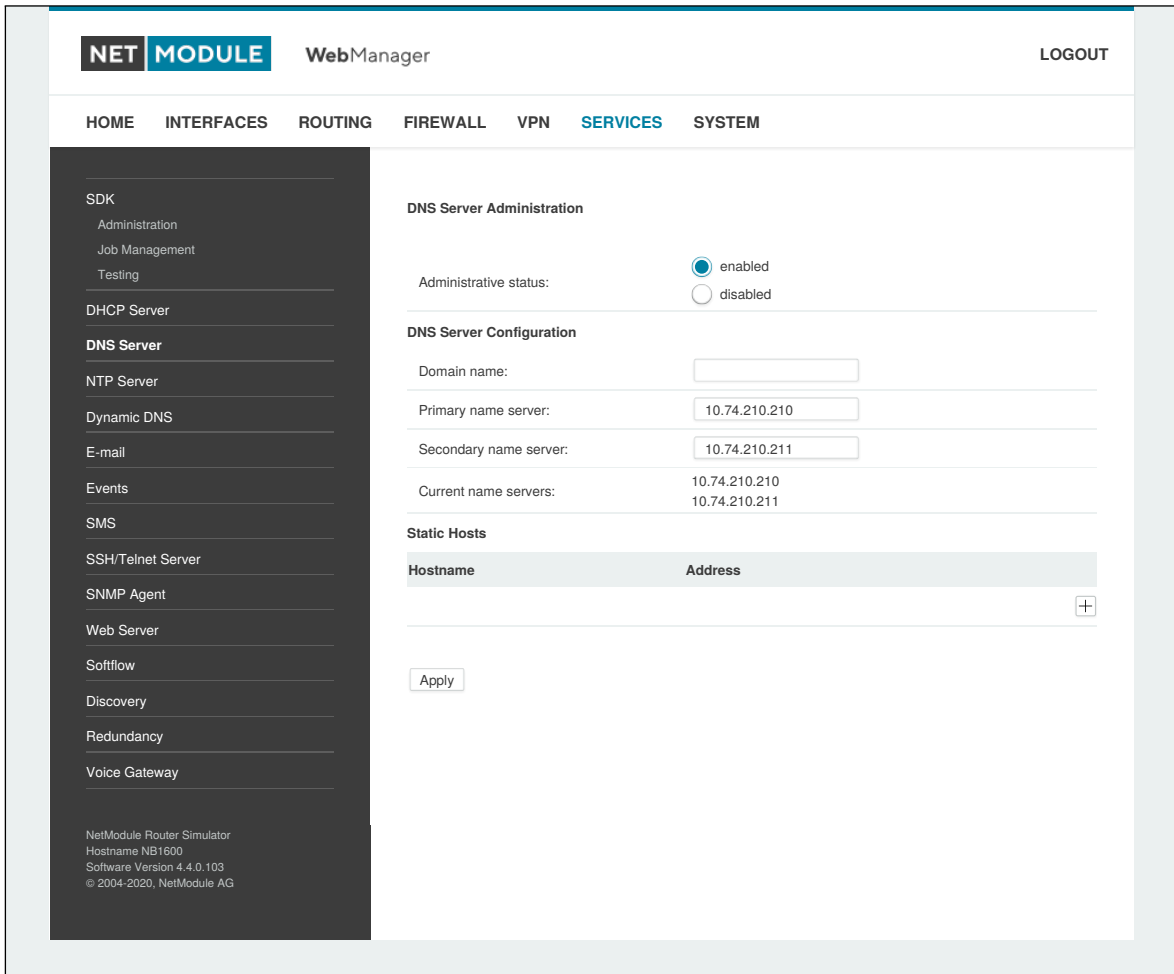 NET MODULE WebManager LOGOUT
HOME INTERFACES ROUTING FIREWALL VPN SERVICES SYSTEM
SDK
Administration
Job Management
Testing
DHCP Server
DNS Server
NTP Server
Dynamic DNS
E-mail
Events
SMS
SSH/Telnet Server
SNMP Agent
Web Server
Softflow
Discovery
Redundancy
Voice Gateway
NetModule Router Simulator
Hostname NB1600
Software Version 4.4.0.103
© 2004-2020, NetModule AG
DNS Server Administration
Administrative status:
enabled
disabled
DNS Server Configuration
Domain name:
Primary name server: 10.74.210.210
Secondary name server: 10.74.210.211
Current name servers:
10.74.210.210
10.74.210.211
Static Hosts
Hostname Address
Apply